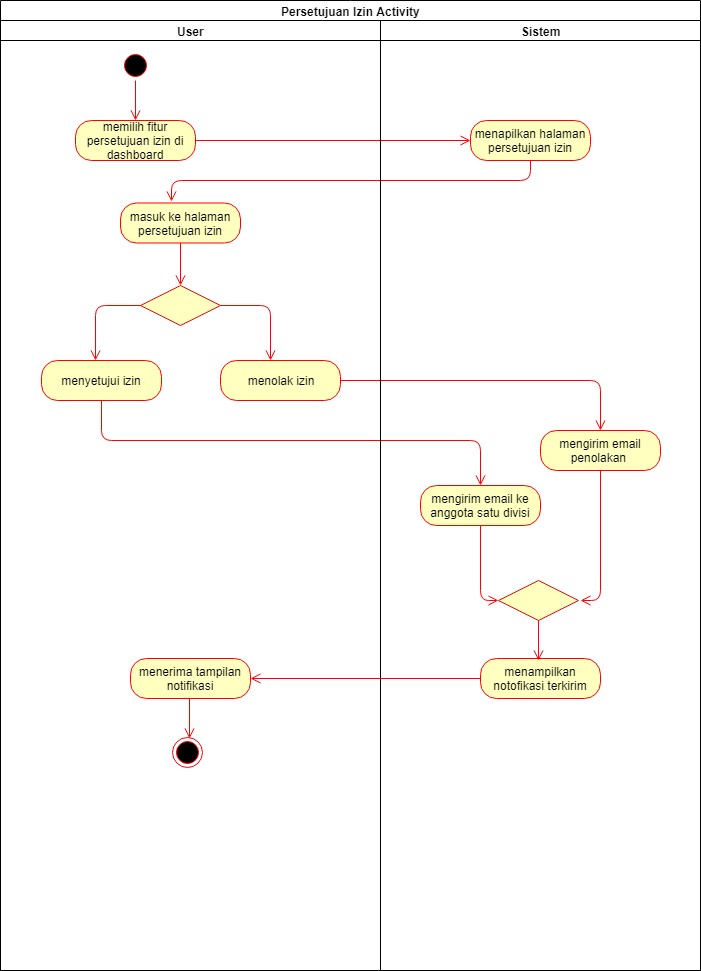 Persetujuan Izin Activity
User
Sistem
memilih fitur
persetujuan izin di
dashboard
menapilkan halaman
persetujuan izin
masuk ke halaman
persetujuan izin
menyetujui izin
menolak izin
mengirim email
penolakan
mengirim email ke
anggota satu divisi
menerima tampilan
notifikasi
menampilkan
notofikasi terkirim